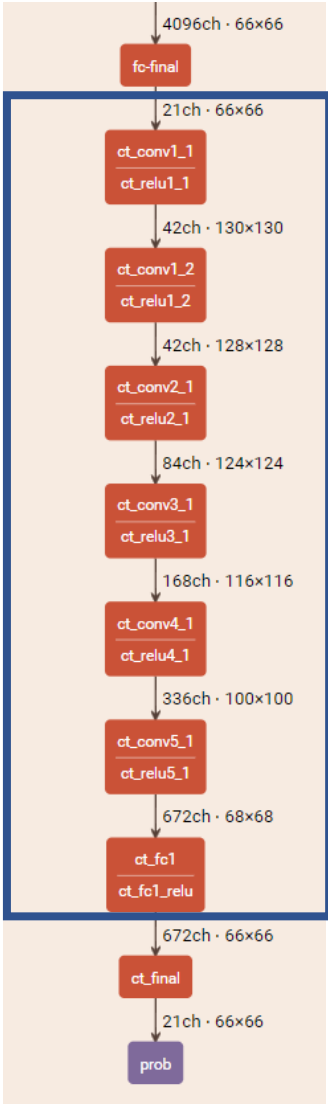 4096ch · 66×66
fc-final
21ch · 66×66
ct_conv1_1
ct_relu1_1
42ch · 130×130
ct_conv1_2
ct_relu1_2
42ch · 128×128
ct_conv2_1
ct_relu2_1
84ch · 124×124
ct_conv3_1
ct_relu3_1
168ch · 116×116
ct_conv4_1
ct_relu4_1
336ch · 100×100
ct_conv5_1
ct_relu5_1
672ch · 68×68
ct_fc1
ct_fc1_relu
672ch · 66×66
ct_final
21ch · 66×66
prob